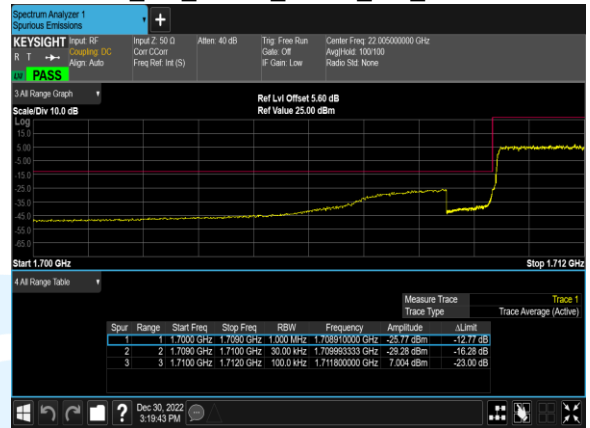 Spectrum Analyzer 1
Spurious Emissions
KEYSIGHT Input: RF Input Z: 50 Ω Atten: 40 dB Trig: Free Run Center Freq: 22.005000000 GHz
R T Coupling: DC Corr CCorr Gate: Off Avg|Hold: 100/100
Align: Auto Freq Ref: Int (S) IF Gain: Low Radio Std: None
PASS
3 All Range Graph
Ref Lvl Offset 5.60 dB
Scale/Div 10.0 dB Ref Value 25.00 dBm
Log
15.0
5.00
-5.00
-15.0
-25.0
-35.0
-45.0
-55.0
-65.0
Start 1.700 GHz Stop 1.712 GHz
4 All Range Table
Measure Trace Trace 1
Trace Type Trace Average (Active)
Spur Range Start Freq Stop Freq RBW Frequency Amplitude ΔLimit
1 1 1.7000 GHz 1.7090 GHz 1.000 MHz 1.708910000 GHz -25.77 dBm -12.77 dB
2 2 1.7090 GHz 1.7100 GHz 30.00 kHz 1.709993333 GHz -29.28 dBm -16.28 dB
3 3 1.7100 GHz 1.7120 GHz 100.0 kHz 1.711800000 GHz 7.004 dBm -23.00 dB
? Dec 30, 2022
3:19:43 PM